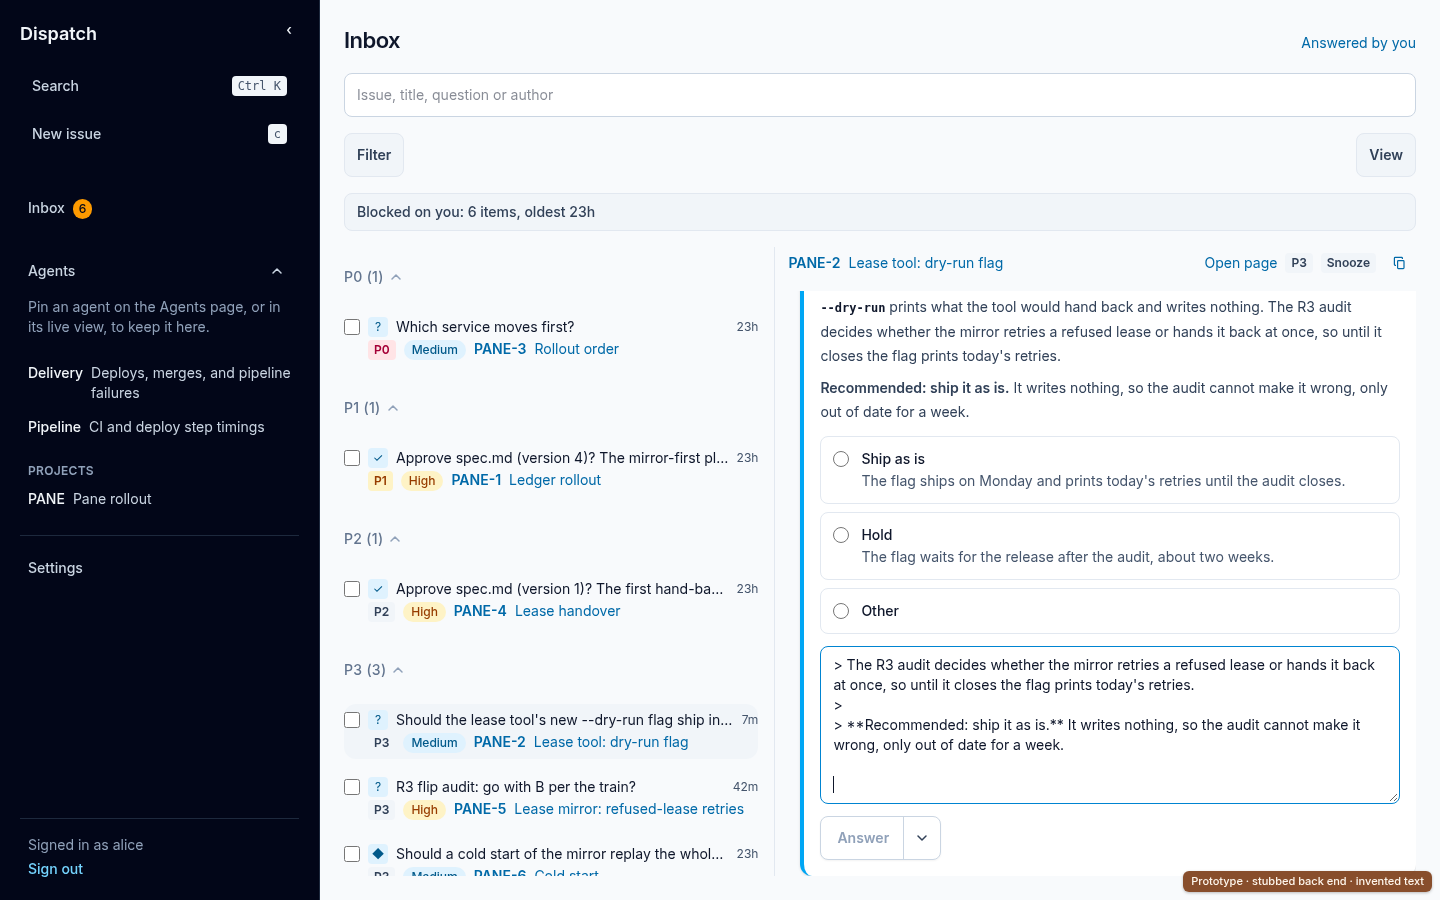 Dispatch
Search Ctrl K
New issue c
Inbox 6
Agents
Pin an agent on the Agents page, or in
its live view, to keep it here.
Delivery Deploys, merges, and pipeline
failures
Pipeline CI and deploy step timings
PROJECTS
PANE Pane rollout
Settings
Signed in as alice
Sign out
Inbox
Answered by you
Issue, title, question or author
Filter
View
Blocked on you: 6 items, oldest 23h
P0 (1)
? Which service moves first? 23h
P0 Medium PANE-3 Rollout order
P1 (1)
Approve spec.md (version 4)? The mirror-first pl... 23h
P1 High PANE-1 Ledger rollout
P2 (1)
Approve spec.md (version 1)? The first hand-ba... 23h
P2 High PANE-4 Lease handover
P3 (3)
? Should the lease tool's new --dry-run flag ship in... 7m
P3 Medium PANE-2 Lease tool: dry-run flag
? R3 flip audit: go with B per the train? 42m
P3 High PANE-5 Lease mirror: refused-lease retries
Should a cold start of the mirror replay the whol... 23h
P3 Medium PANE-6 Cold start
PANE-2 Lease tool: dry-run flag
Open page P3 Snooze
--dry-run prints what the tool would hand back and writes nothing. The R3 audit
decides whether the mirror retries a refused lease or hands it back at once, so until it
closes the flag prints today's retries.
Recommended: ship it as is. It writes nothing, so the audit cannot make it wrong, only
out of date for a week.
Ship as is
The flag ships on Monday and prints today's retries until the audit closes.
Hold
The flag waits for the release after the audit, about two weeks.
Other
> The R3 audit decides whether the mirror retries a refused lease or hands it back
at once, so until it closes the flag prints today's retries.
>
> **Recommended: ship it as is.** It writes nothing, so the audit cannot make it
wrong, only out of date for a week.
Answer
Prototype · stubbed back end · invented text